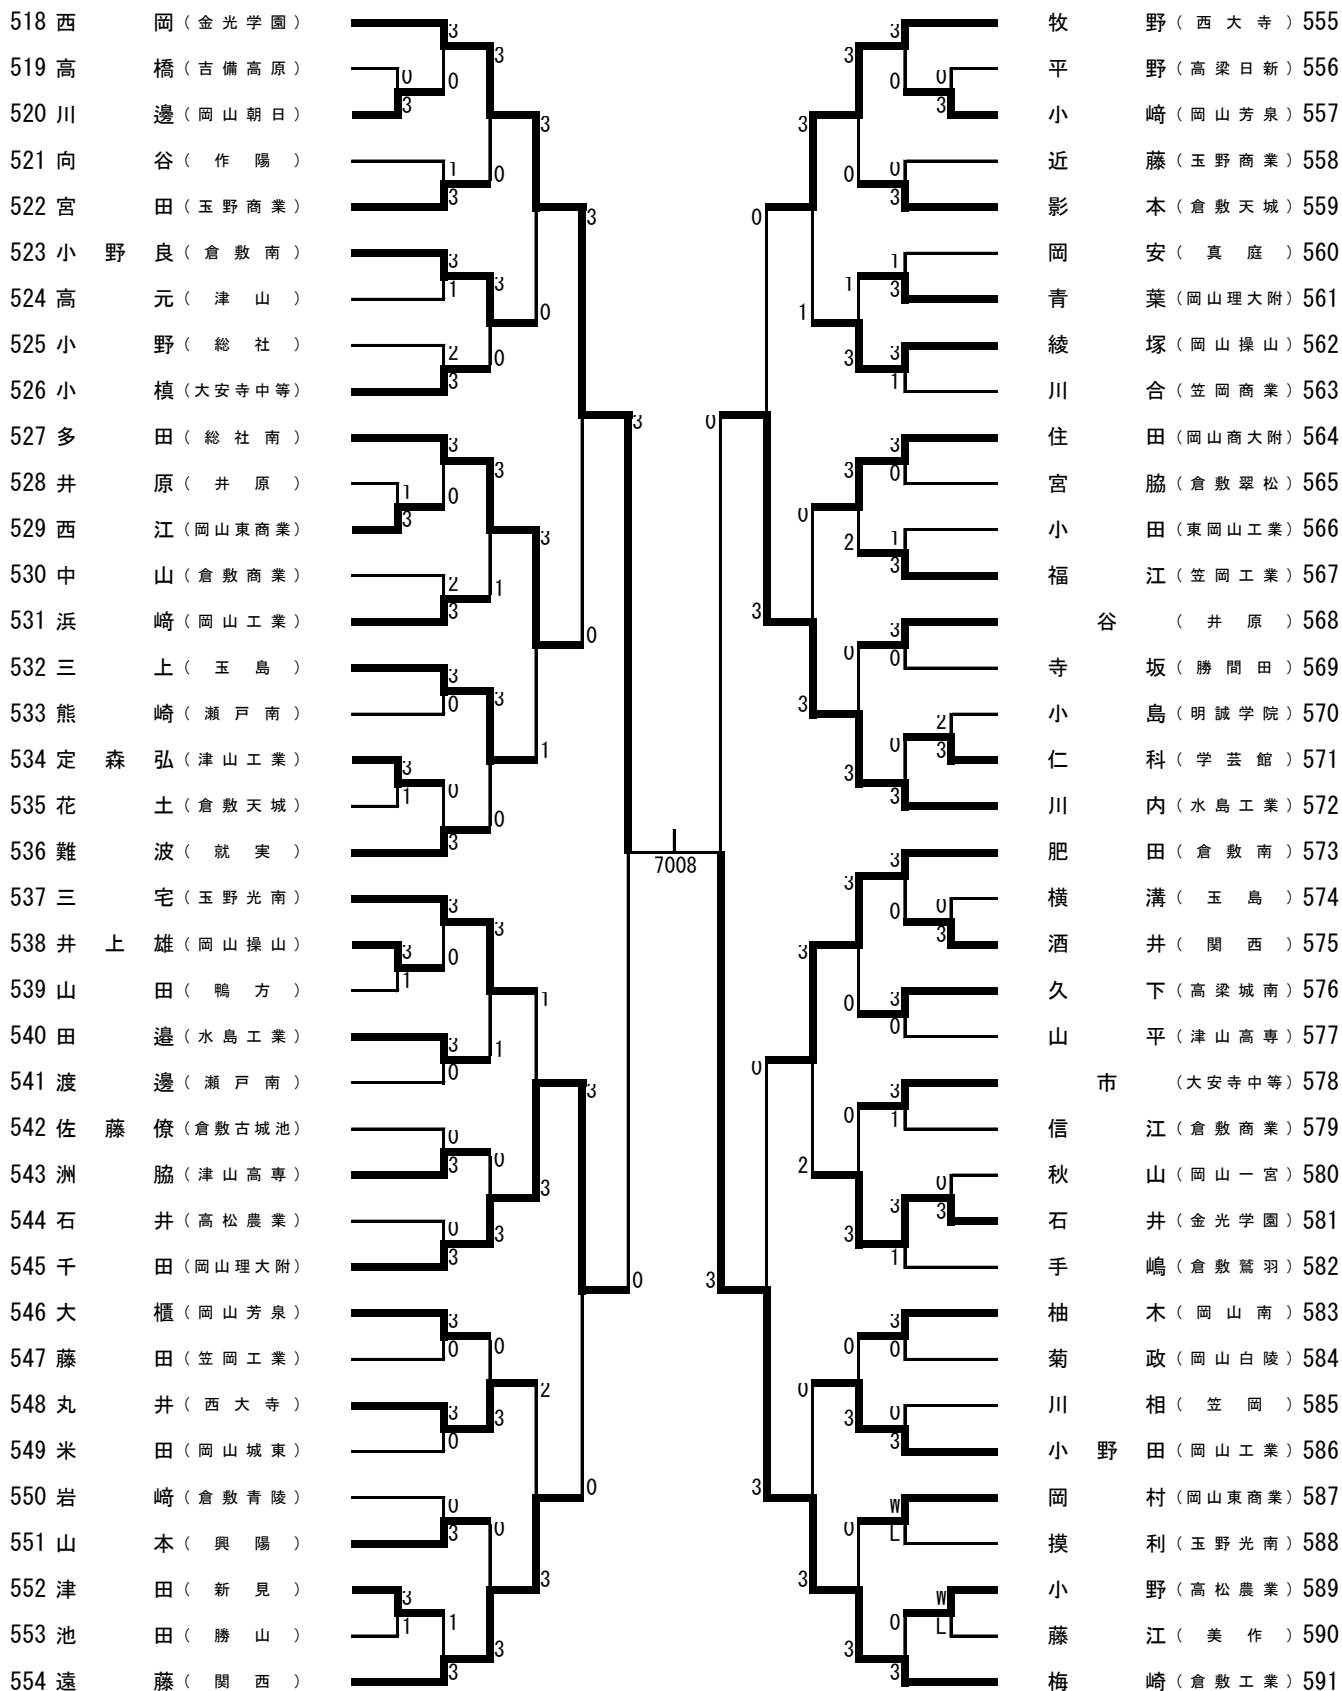 518 西岡（金光学園）
519 高橋（吉備高原）
520 川邊（岡山朝日）
521 向谷（作陽）
522 宮田（玉野商業）
523 小野良（倉敷南）
524 高元（津山）
525 小野（総社）
526 小槙（大安寺中等）
527 多田（総社南）
528 井原（井原）
529 西江（岡山東商業）
530 中山（倉敷商業）
531 浜﨑（岡山工業）
532 三上（玉島）
533 熊崎（瀬戸南）
534 定森弘（津山工業）
535 花土（倉敷天城）
536 難波（就実）
537 三宅（玉野光南）
538 井上雄（岡山操山）
539 山田（鴨方）
540 田邉（水島工業）
541 渡邊（瀬戸南）
542 佐藤僚（倉敷古城池）
543 洲脇（津山高専）
544 石井（高松農業）
545 千田（岡山理大附）
546 大櫃（岡山芳泉）
547 藤田（笠岡工業）
548 丸井（西大寺）
549 米田（岡山城東）
550 岩﨑（倉敷青陵）
551 山本（興陽）
552 津田（新見）
553 池田（勝山）
554 遠藤（関西）
7008
牧野（西大寺）555
平野（高梁日新）556
小﨑（岡山芳泉）557
近藤（玉野商業）558
影本（倉敷天城）559
岡安（真庭）560
青葉（岡山理大附）561
綾塚（岡山操山）562
川合（笠岡商業）563
住田（岡山商大附）564
宮脇（倉敷翠松）565
小田（東岡山工業）566
福江（笠岡工業）567
谷（井原）568
寺坂（勝間田）569
小島（明誠学院）570
仁科（学芸館）571
川内（水島工業）572
肥田（倉敷南）573
横溝（玉島）574
酒井（関西）575
久下（高梁城南）576
山平（津山高専）577
市（大安寺中等）578
信江（倉敷商業）579
秋山（岡山一宮）580
石井（金光学園）581
手嶋（倉敷鷲羽）582
柚木（岡山南）583
菊政（岡山白陵）584
川相（笠岡）585
小野田（岡山工業）586
岡村（岡山東商業）587
摸利（玉野光南）588
小野（高松農業）589
藤江（美作）590
梅崎（倉敷工業）591